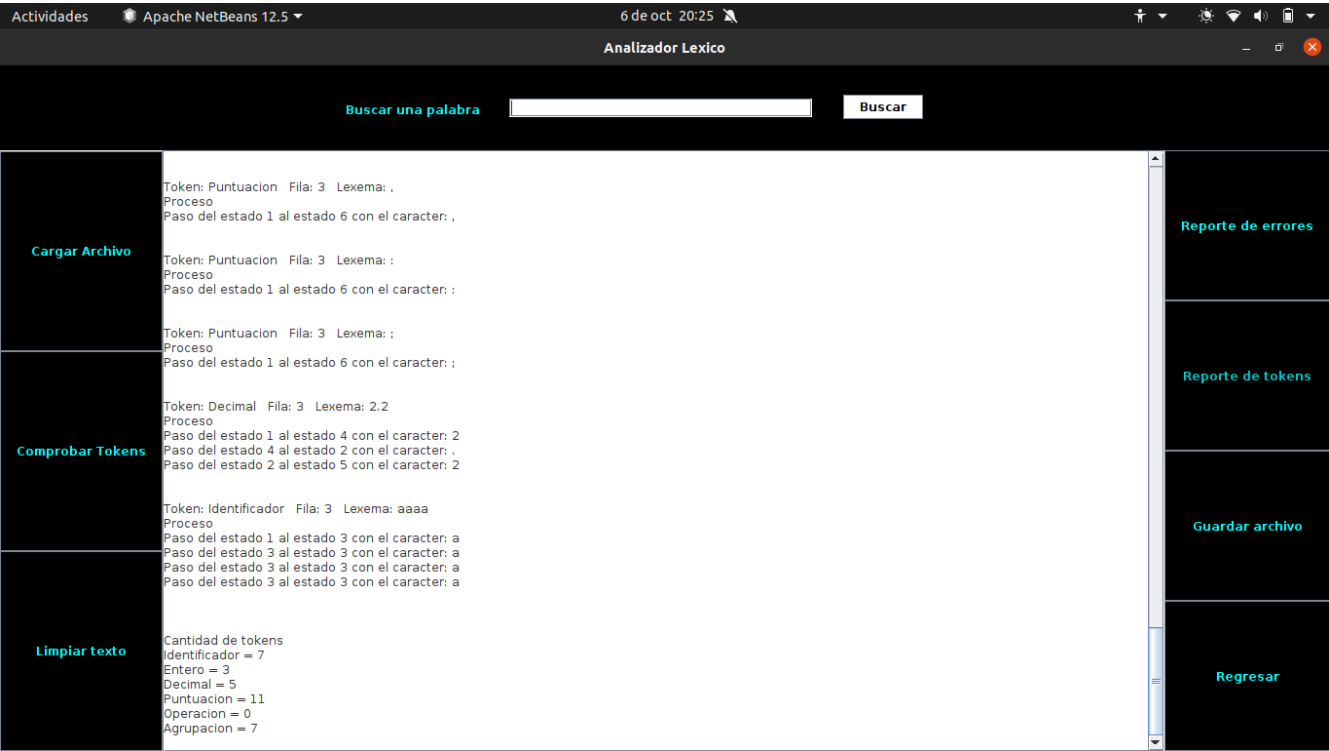 Actividades
Apache NetBeans 12.5
6 de oct 20:25
Analizador Lexico
Buscar una palabra
Buscar
Cargar Archivo
Comprobar Tokens
Limpiar texto
Token: Puntuacion Fila: 3 Lexema: ,
Proceso
Paso del estado 1 al estado 6 con el caracter: ,
Token: Puntuacion Fila: 3 Lexema: :
Proceso
Paso del estado 1 al estado 6 con el caracter: :
Token: Puntuacion Fila: 3 Lexema: ;
Proceso
Paso del estado 1 al estado 6 con el caracter: ;
Token: Decimal Fila: 3 Lexema: 2.2
Proceso
Paso del estado 1 al estado 4 con el caracter: 2
Paso del estado 4 al estado 2 con el caracter: .
Paso del estado 2 al estado 5 con el caracter: 2
Token: Identificador Fila: 3 Lexema: aaaa
Proceso
Paso del estado 1 al estado 3 con el caracter: a
Paso del estado 3 al estado 3 con el caracter: a
Paso del estado 3 al estado 3 con el caracter: a
Paso del estado 3 al estado 3 con el caracter: a
Cantidad de tokens
Identificador = 7
Entero = 3
Decimal = 5
Puntuacion = 11
Operacion = 0
Agrupacion = 7
Reporte de errores
Reporte de tokens
Guardar archivo
Regresar